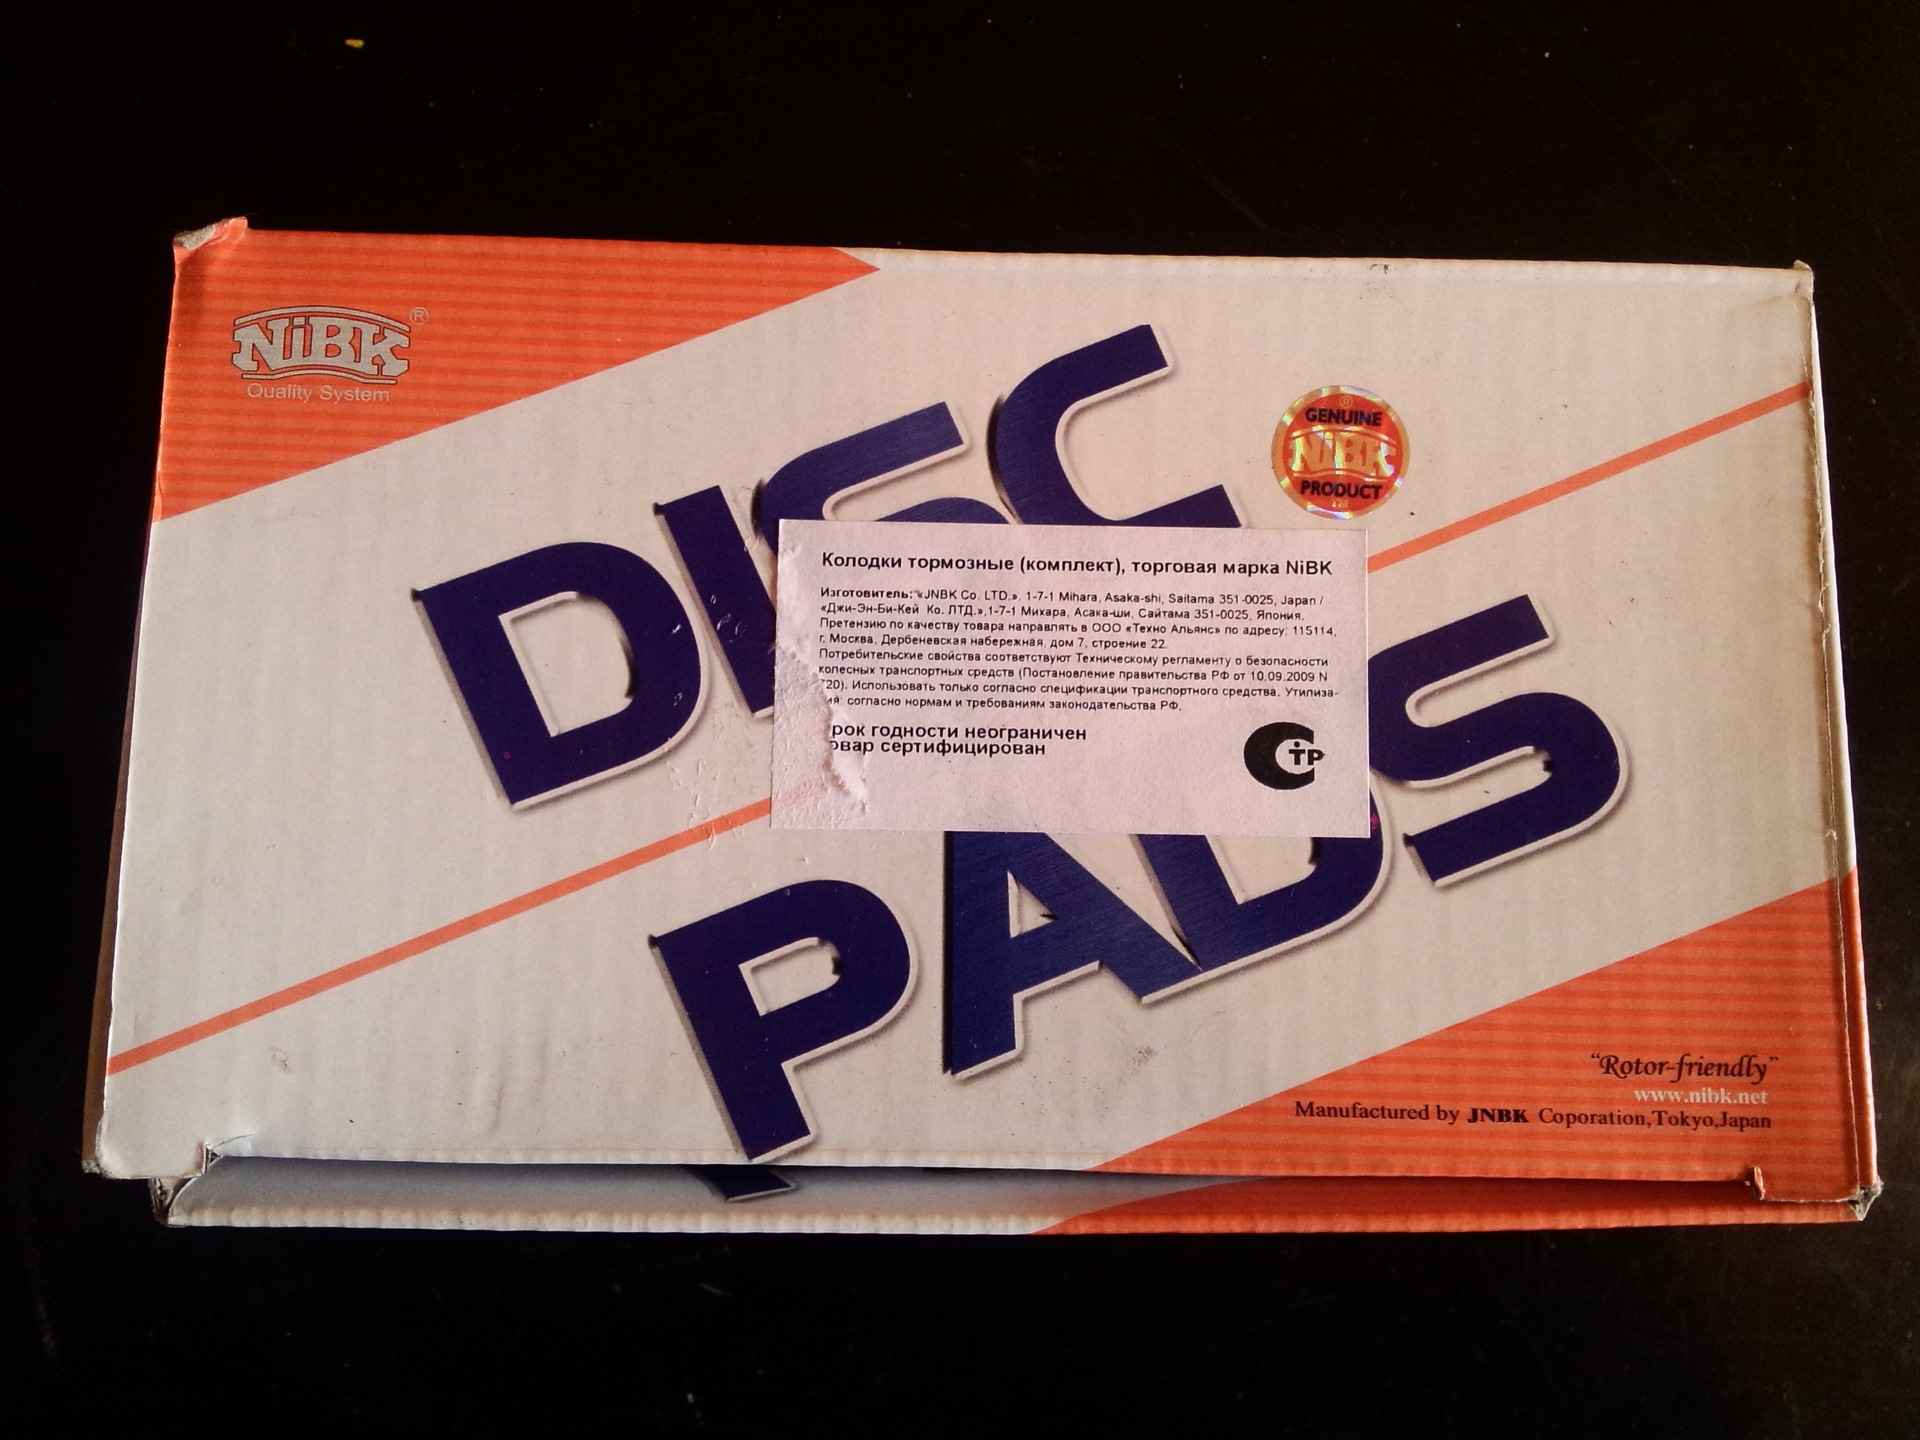 NiBK ®
Quality System
DISC
PADS
GENUINE
NiBK
PRODUCT
Колодки тормозные (комплект), торговая марка NiBK
Изготовитель: «JNBK Co. LTD.», 1-7-1 Mihara, Asaka-shi, Saitama 351-0025, Japan /
«Джи-Эн-Би-Кей Ко. ЛТД.»,1-7-1 Михара, Асака-ши, Сайтама 351-0025, Япония.
Претензию по качеству товара направлять в ООО «Техно Альянс» по адресу: 115114,
г. Москва, Дербеневская набережная, дом 7, строение 22.
Потребительские свойства соответствуют Техническому регламенту о безопасности
колесных транспортных средств (Постановление правительства РФ от 10.09.2009 N
720). Использовать только согласно спецификации транспортного средства. Утилиза-
ия: согласно нормам и требованиям законодательства РФ.
рок годности неограничен
овар сертифицирован
СТР
"Rotor-friendly"
www.nibk.net
Manufactured by JNBK Coporation,Tokyo,Japan